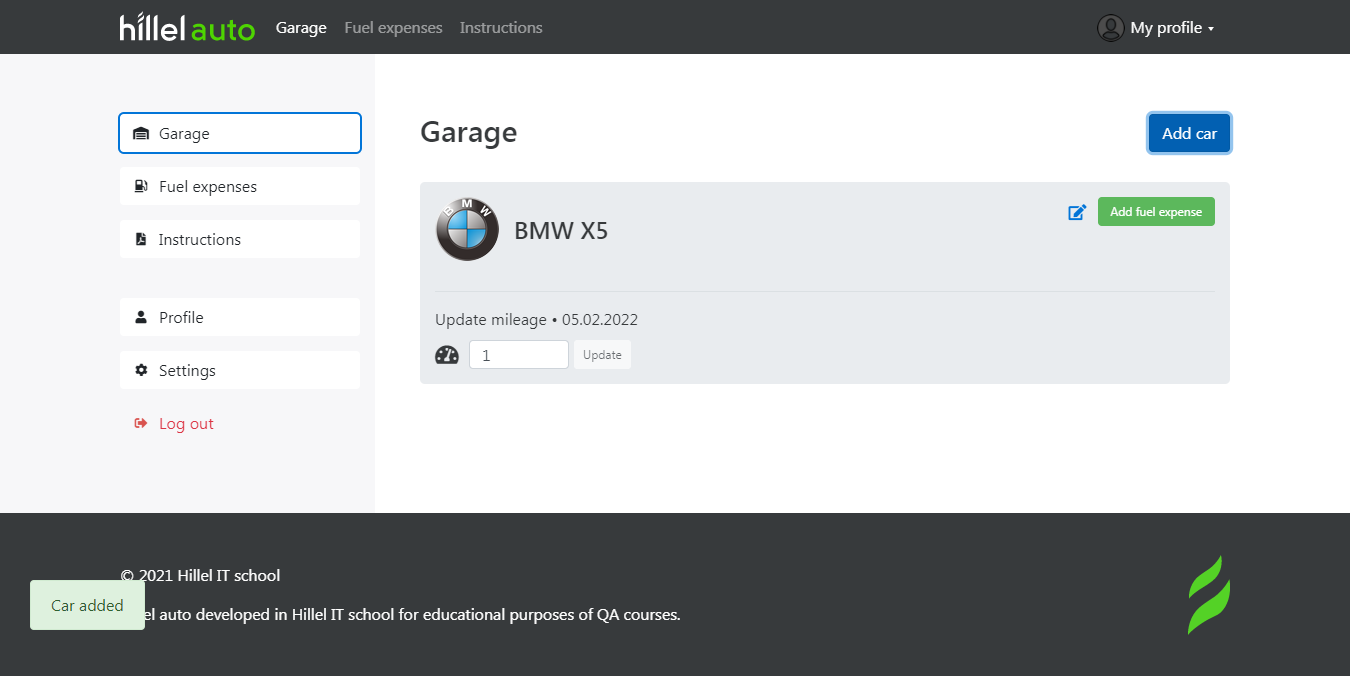 hillel auto Garage Fuel expenses Instructions My profile
Garage
Fuel expenses
Instructions
Profile
Settings
Log out
Garage
Add car
BMW
BMW X5
Add fuel expense
Update mileage • 05.02.2022
1 Update
© 2021 Hillel IT school
Car added
auto developed in Hillel IT school for educational purposes of QA courses.